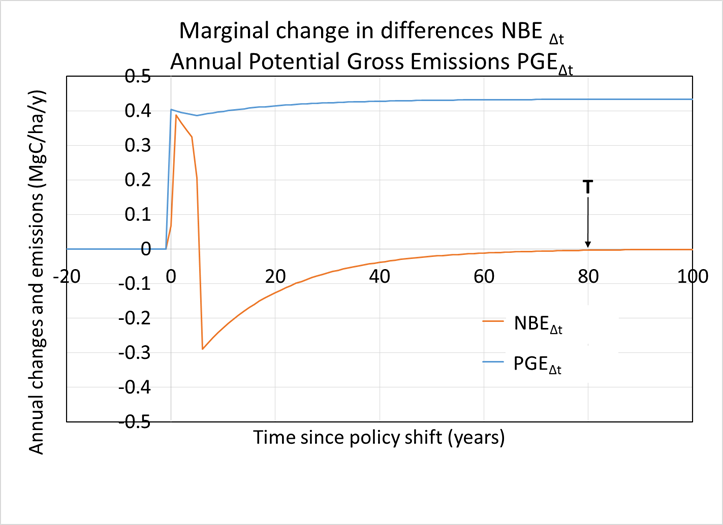 Marginal change in differences NBE Δt
Annual Potential Gross Emissions PGEΔt
Annual changes and emissions (MgC/ha/y)
0.5
0.4
0.3
0.2
0.1
0
-0.1
-0.2
-0.3
-0.4
-0.5
-20
0
20
40
60
80
100
T
NBEΔt
PGEΔt
Time since policy shift (years)